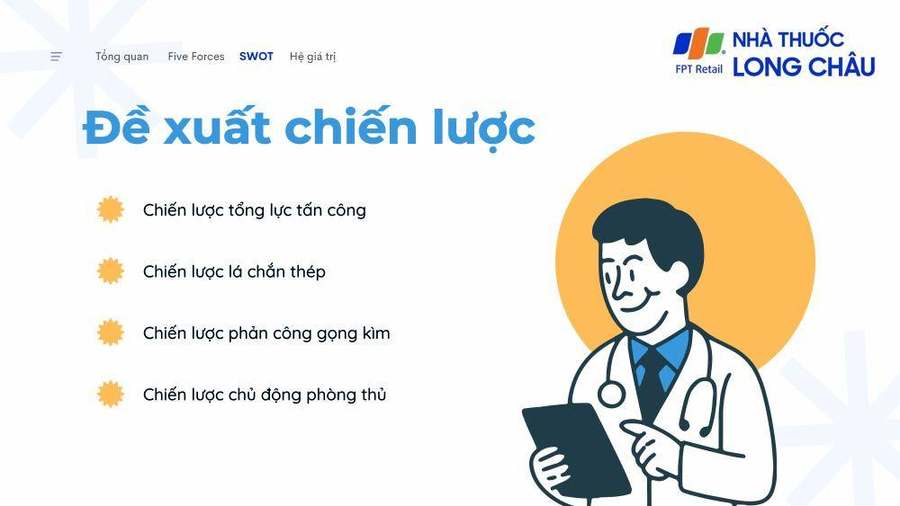 Tổng quan Five Forces SWOT Hệ giá trị
FPT Retail
NHÀ THUỐC
LONG CHÂU
Đề xuất chiến lược
Chiến lược tổng lực tấn công
Chiến lược lá chắn thép
Chiến lược phản công gọng kìm
Chiến lược chủ động phòng thủ